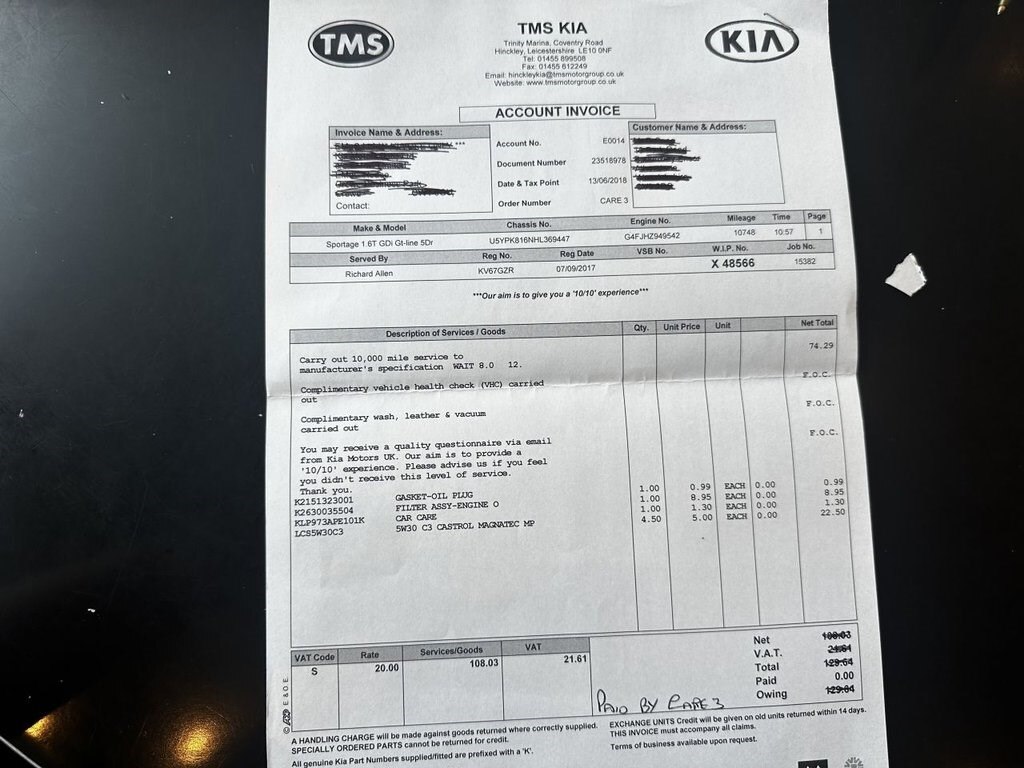 TMS
TMS KIA
Trinity Marina, Coventry Road
Hinckley, Leicestershire LE10 0NF
Tel: 01455 899508
Fax: 01455 612249
Email: hinckleykia@tmsmotorgroup.co.uk
Website: www.tmsmotorgroup.co.uk
KIA
ACCOUNT INVOICE
Invoice Name & Address:
***
Contact:
Account No. E0014
Document Number 23518978
Date & Tax Point 13/06/2018
Order Number CARE 3
Customer Name & Address:
Make & Model Chassis No. Engine No. Mileage Time Page
Sportage 1.6T GDi Gt-line 5Dr U5YPK816NHL369447 G4FJHZ949542 10748 10:57 1
Served By Reg No. Reg Date VSB No. W.I.P. No. Job No.
Richard Allen KV67GZR 07/09/2017 X 48566 15382
***Our aim is to give you a '10/10' experience***
Description of Services / Goods Qty. Unit Price Unit Net Total
Carry out 10,000 mile service to 74.29
manufacturer's specification WAIT 8.0 12.
Complimentary vehicle health check (VHC) carried F.O.C.
out
Complimentary wash, leather & vacuum F.O.C.
carried out
You may receive a quality questionnaire via email F.O.C.
from Kia Motors UK. Our aim is to provide a
'10/10' experience. Please advise us if you feel
you didn't receive this level of service.
Thank you.
K2151323001 GASKET-OIL PLUG 1.00 0.99 EACH 0.00 0.99
K2630035504 FILTER ASSY-ENGINE O 1.00 8.95 EACH 0.00 8.95
KLP973APE101K CAR CARE 1.00 1.30 EACH 0.00 1.30
LCS5W30C3 5W30 C3 CASTROL MAGNATEC MP 4.50 5.00 EACH 0.00 22.50
VAT Code Rate Services/Goods VAT
S 20.00 108.03 21.61
Net 108.03
V.A.T. 21.61
Total 129.64
Paid 0.00
Owing 129.64
PAID BY CARE 3
© ADP E & O E.
A HANDLING CHARGE will be made against goods returned where correctly supplied.
SPECIALLY ORDERED PARTS cannot be returned for credit.
All genuine Kia Part Numbers supplied/fitted are prefixed with a 'K'.
EXCHANGE UNITS Credit will be given on old units returned within 14 days.
THIS INVOICE must accompany all claims.
Terms of business available upon request.